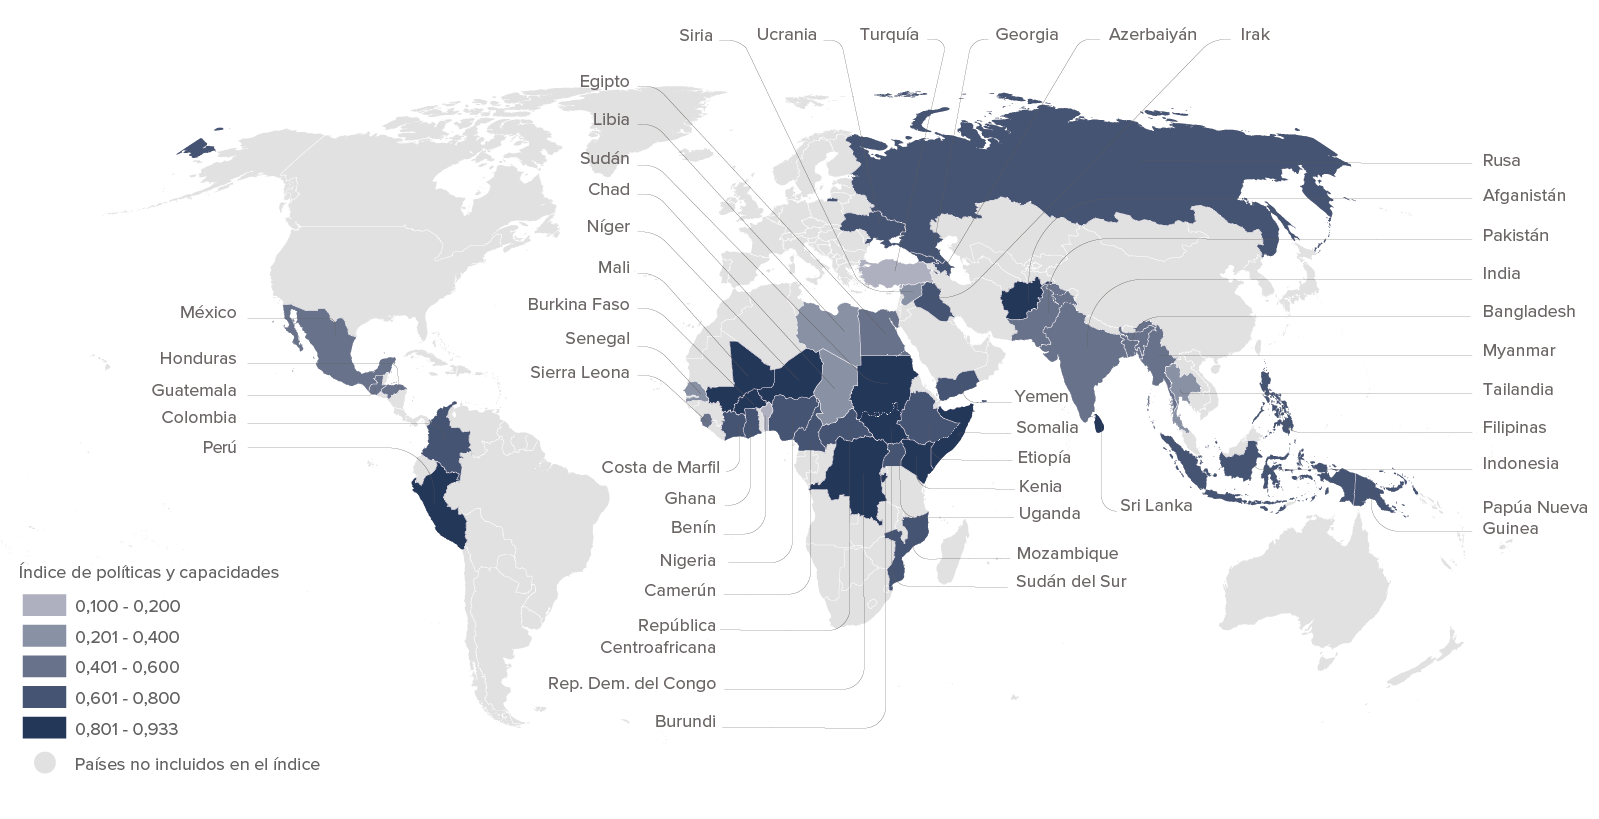 Siria
Ucrania
Turquía
Georgia
Azerbaiyán
Irak
Egipto
Libia
Sudán
Chad
Níger
Mali
Burkina Faso
Senegal
Sierra Leona
México
Honduras
Guatemala
Colombia
Perú
Costa de Marfil
Ghana
Benín
Nigeria
Camerún
República
Centroafricana
Rep. Dem. del Congo
Burundi
Yemen
Somalia
Etiopía
Kenia
Uganda
Mozambique
Sudán del Sur
Sri Lanka
Rusa
Afganistán
Pakistán
India
Bangladesh
Myanmar
Tailandia
Filipinas
Indonesia
Papúa Nueva
Guinea
Índice de políticas y capacidades
0,100 - 0,200
0,201 - 0,400
0,401 - 0,600
0,601 - 0,800
0,801 - 0,933
Países no incluidos en el índice